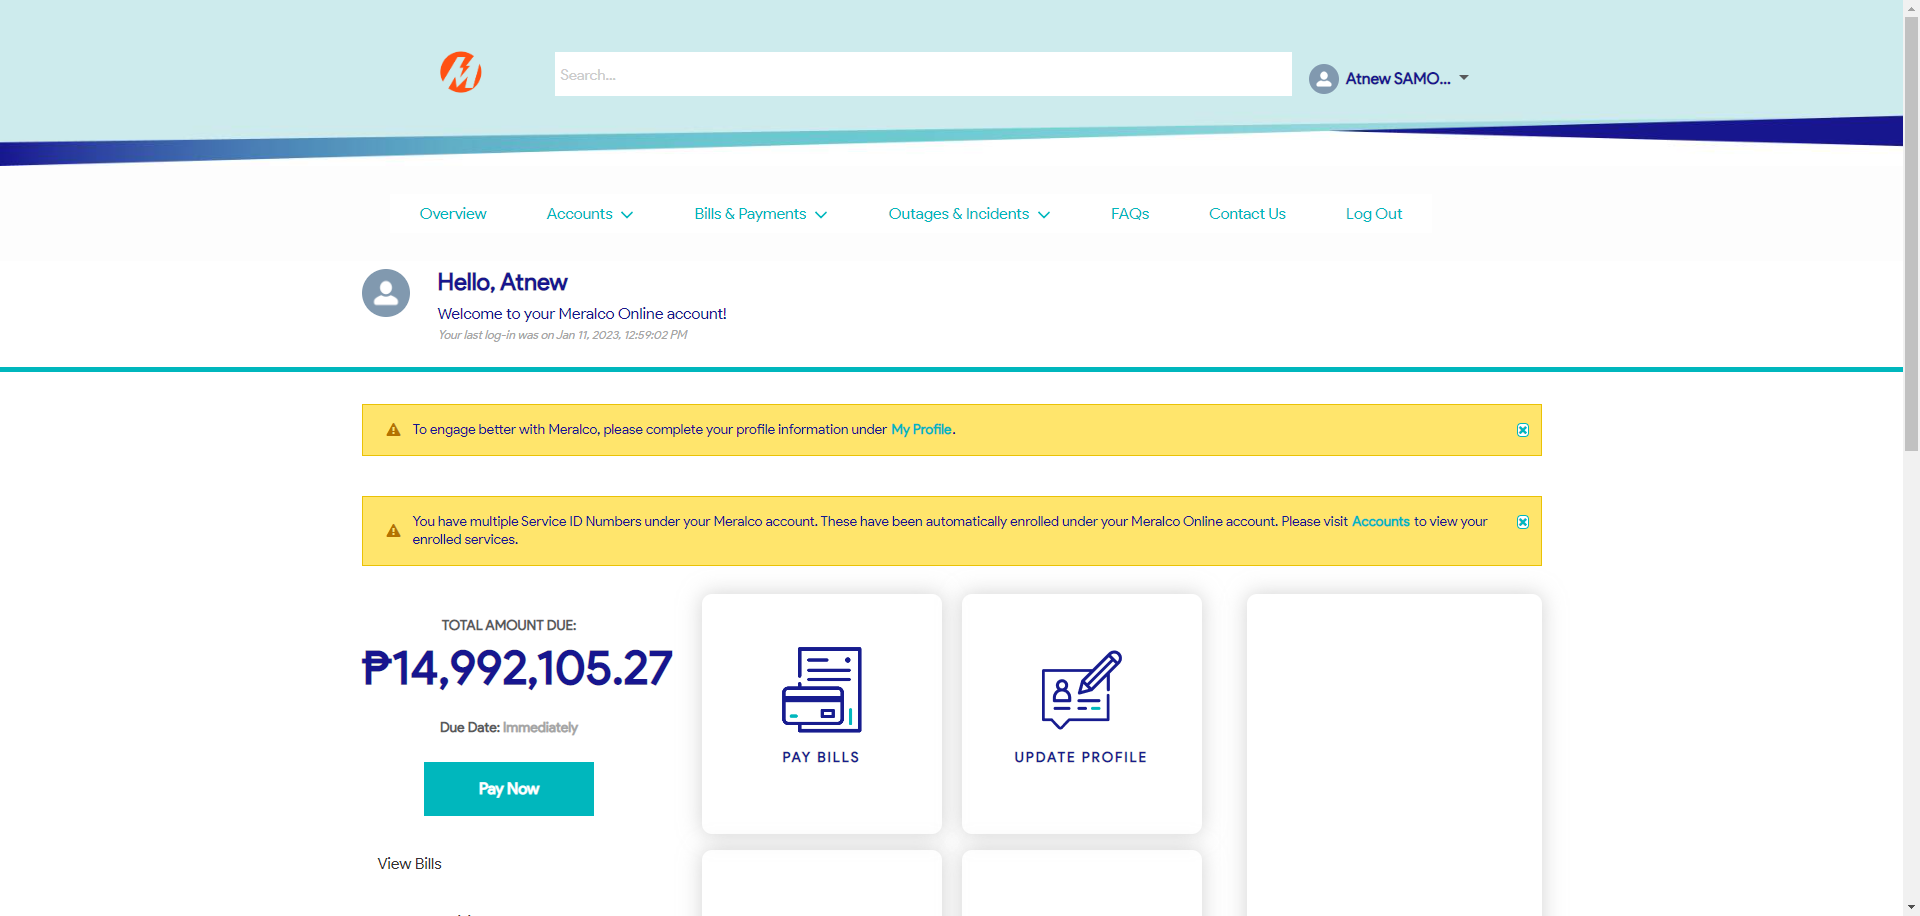 Search...
Atnew SAMO...
Overview
Accounts
Bills & Payments
Outages & Incidents
FAQs
Contact Us
Log Out
Hello, Atnew
Welcome to your Meralco Online account!
Your last log-in was on Jan 11, 2023, 12:59:02 PM
To engage better with Meralco, please complete your profile information under My Profile.
You have multiple Service ID Numbers under your Meralco account. These have been automatically enrolled under your Meralco Online account. Please visit Accounts to view your
enrolled services.
TOTAL AMOUNT DUE:
₱14,992,105.27
Due Date: Immediately
Pay Now
View Bills
PAY BILLS
UPDATE PROFILE